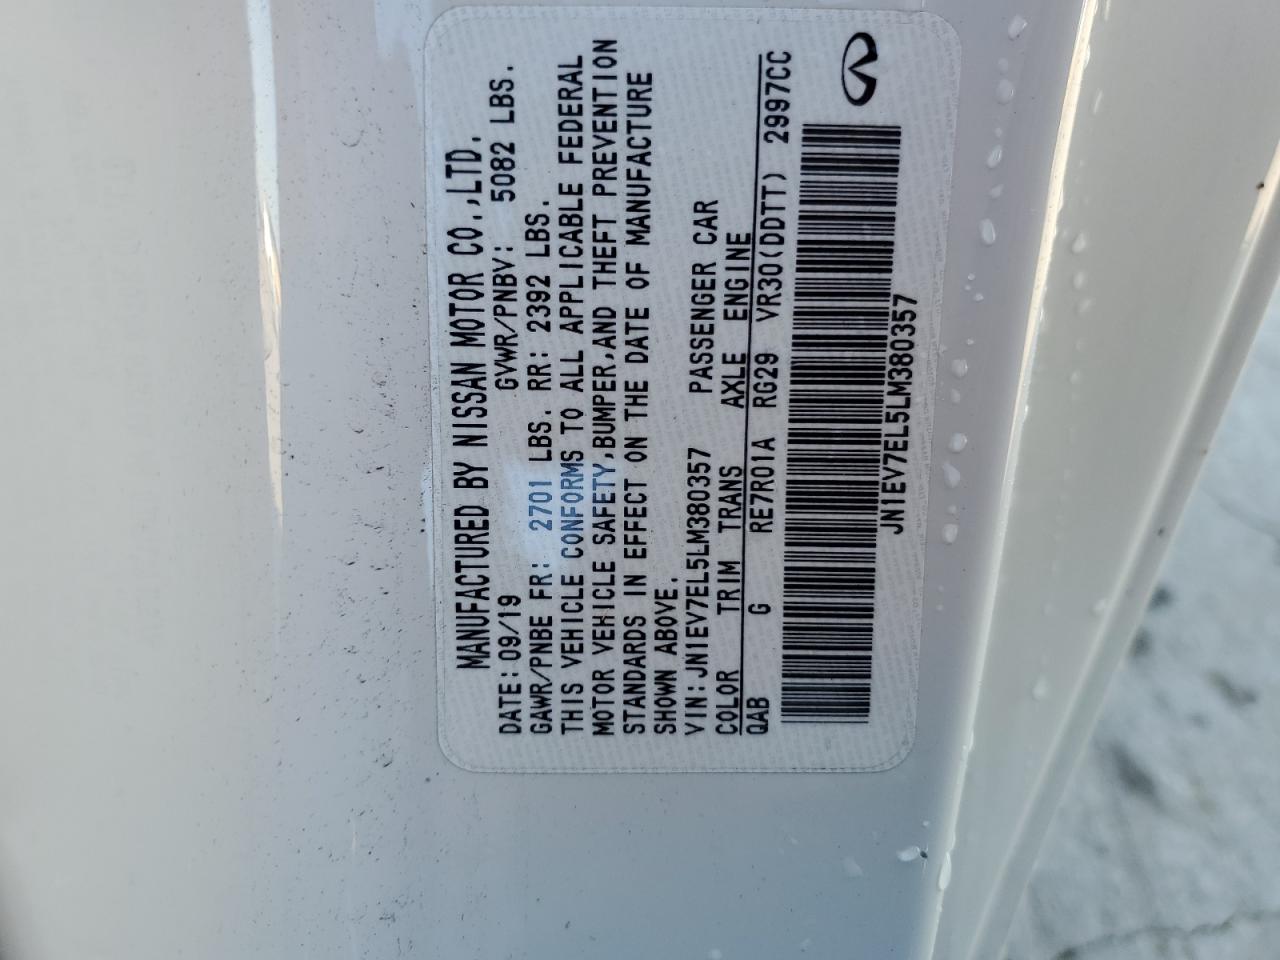 MANUFACTURED BY NISSAN MOTOR CO.,LTD.
DATE: 09/19 GVWR/PNBV: 5082 LBS.
GAWR/PNBE FR: 2701 LBS. RR: 2392 LBS.
THIS VEHICLE CONFORMS TO ALL APPLICABLE FEDERAL
MOTOR VEHICLE SAFETY,BUMPER,AND THEFT PREVENTION
STANDARDS IN EFFECT ON THE DATE OF MANUFACTURE
SHOWN ABOVE.
VIN: JN1EV7EL5LM380357 PASSENGER CAR
COLOR TRIM TRANS AXLE ENGINE
QAB G RE7R01A RG29 VR30(DDTT) 2997CC
JN1EV7EL5LM380357